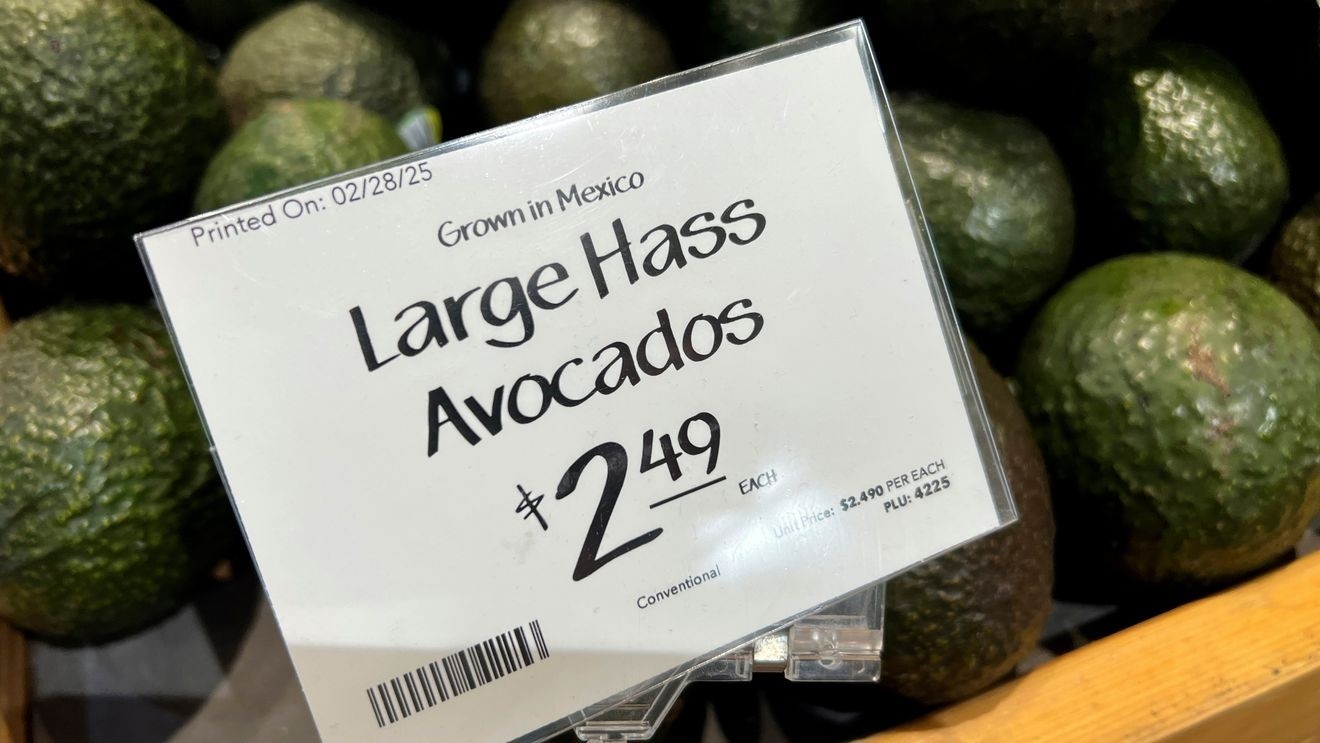 Printed On: 02/28/25
Grown in Mexico
Large Hass
Avocados
$2.49 EACH
Unit Price: $2.490 PER EACH
PLU: 4225
Conventional